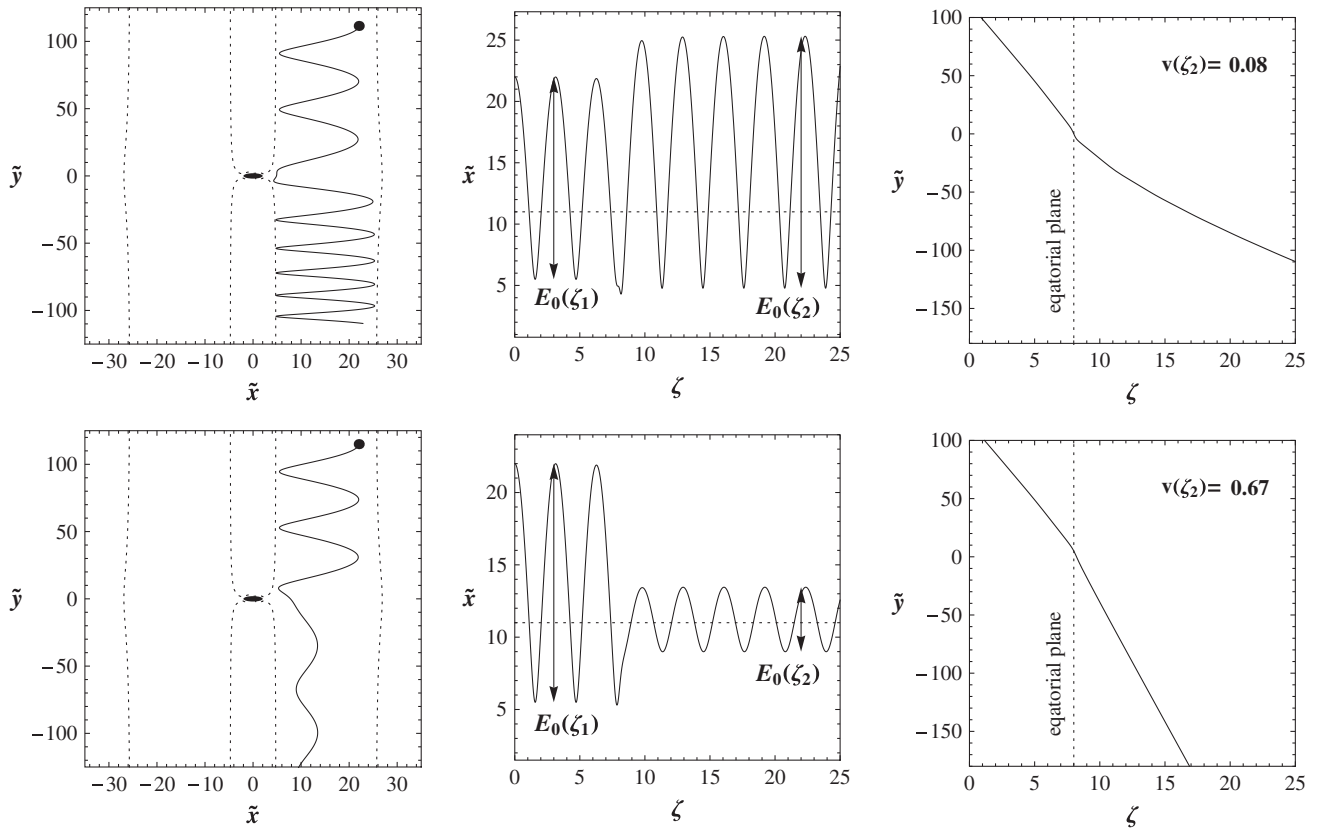 100
50
0
−50
−100
ỹ
−30 −20 −10 0 10 20 30
x̃
25
20
15
10
5
x̃
E₀(ζ₁)
E₀(ζ₂)
0 5 10 15 20 25
ζ
100
50
0
−50
−100
−150
ỹ
v(ζ₂)= 0.08
eqatorial plane
0 5 10 15 20 25
ζ
100
50
0
−50
−100
ỹ
−30 −20 −10 0 10 20 30
x̃
20
15
10
5
x̃
E₀(ζ₁)
E₀(ζ₂)
0 5 10 15 20 25
ζ
100
50
0
−50
−100
−150
ỹ
v(ζ₂)= 0.67
eqatorial plane
0 5 10 15 20 25
ζ